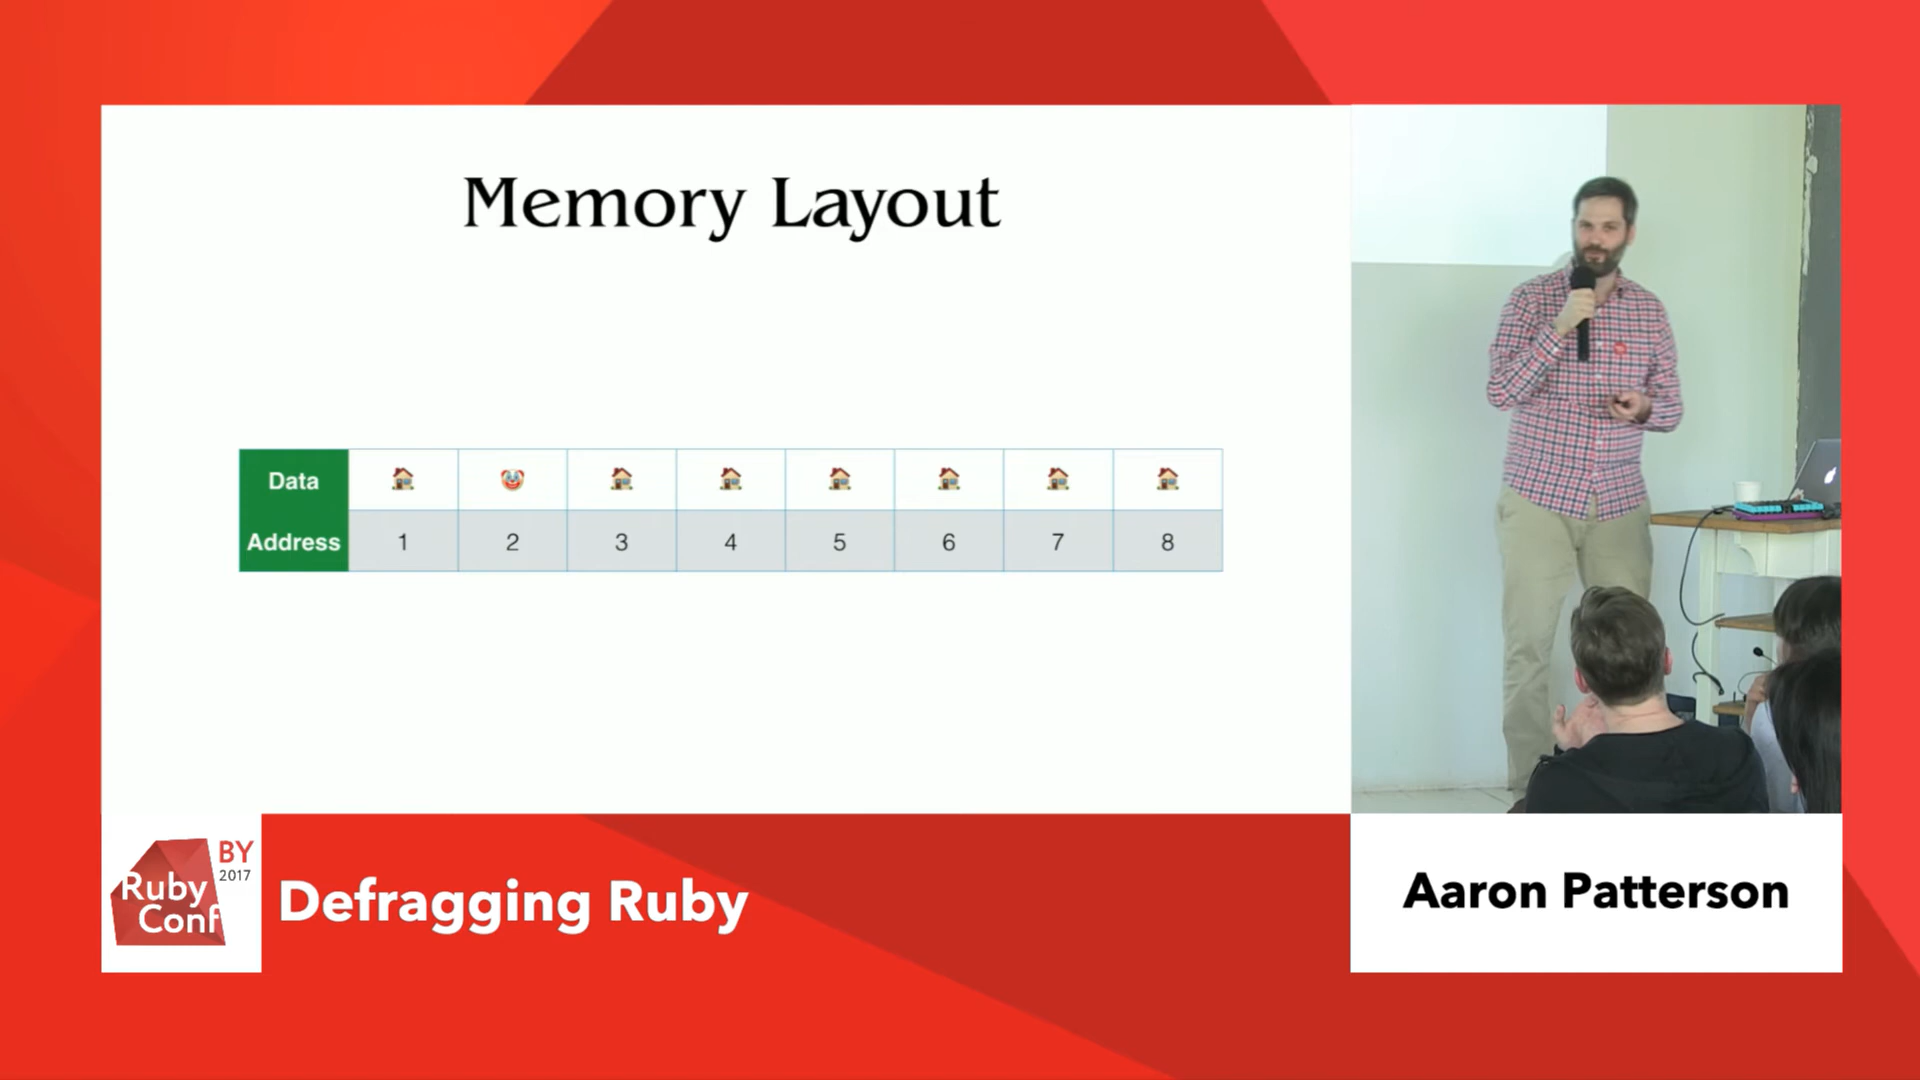 Memory Layout
Data
Address 1 2 3 4 5 6 7 8
Ruby
Conf
BY
2017
Defragging Ruby
Aaron Patterson